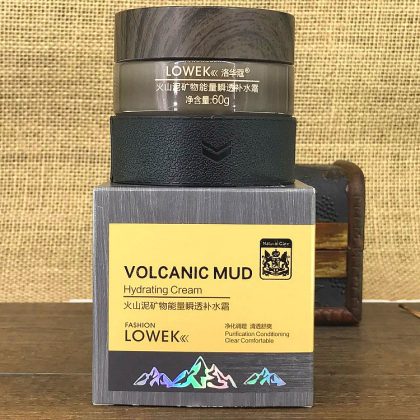 LOWEK 洛华蔻®
火山泥矿物能量瞬透补水霜
净含量:60g
Natural Clear
VOLCANIC MUD
Hydrating Cream
火山泥矿物能量瞬透补水霜
FASHION
LOWEK
净化调理 清透舒爽
Purification Conditioning
Clear Comfortable